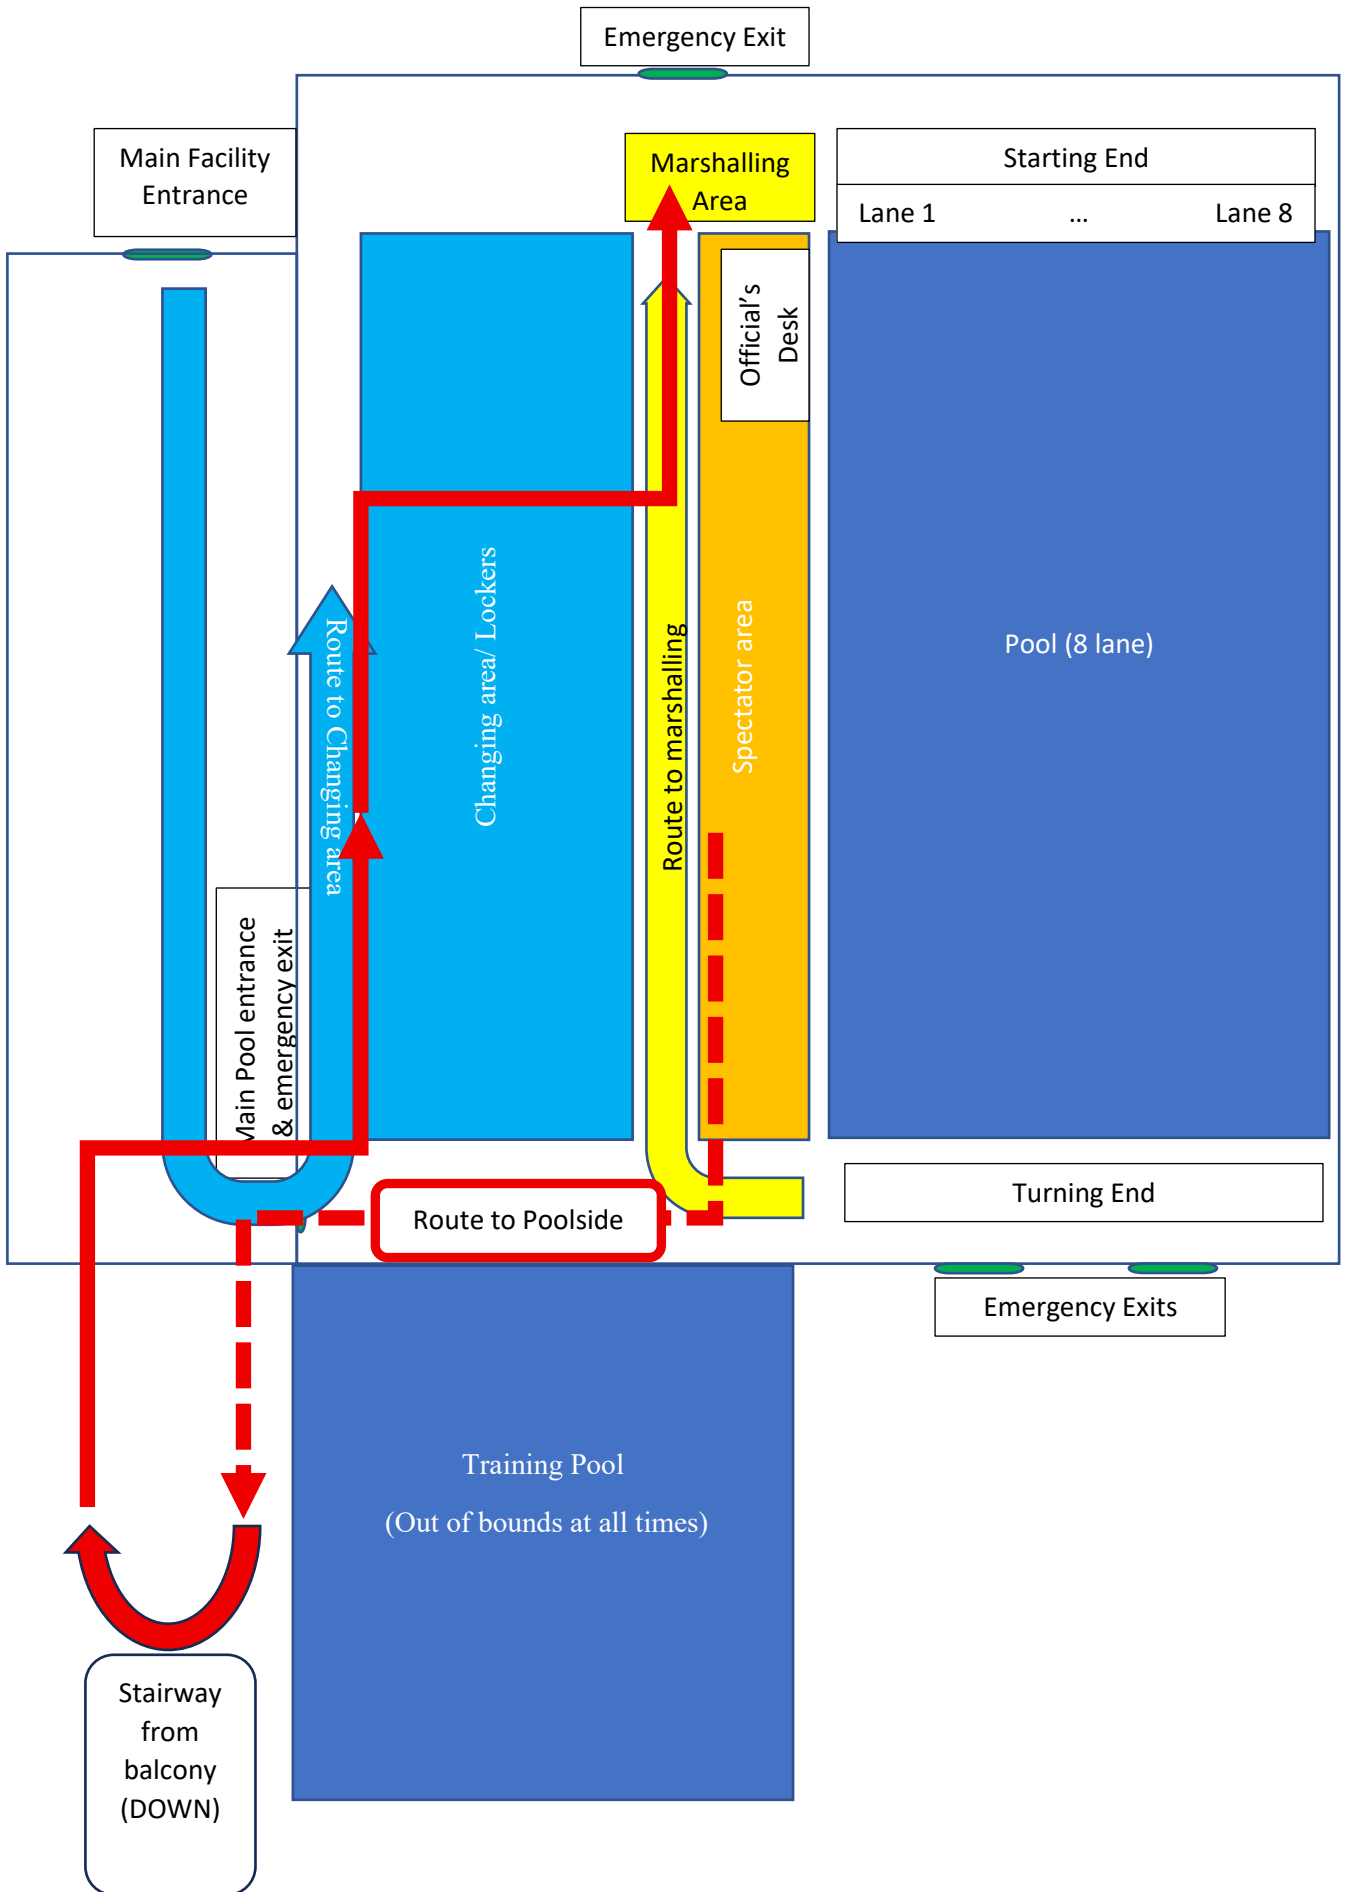 Emergency Exit
Main Facility
Entrance
Marshalling
Area
Starting End
Lane 1 ... Lane 8
Official's
Desk
Route to Changing area
Changing area/ Lockers
Route to marshalling
Spectator area
Pool (8 lane)
Main Pool entrance
& emergency exit
Route to Poolside
Turning End
Emergency Exits
Training Pool
(Out of bounds at all times)
Stairway
from
balcony
(DOWN)